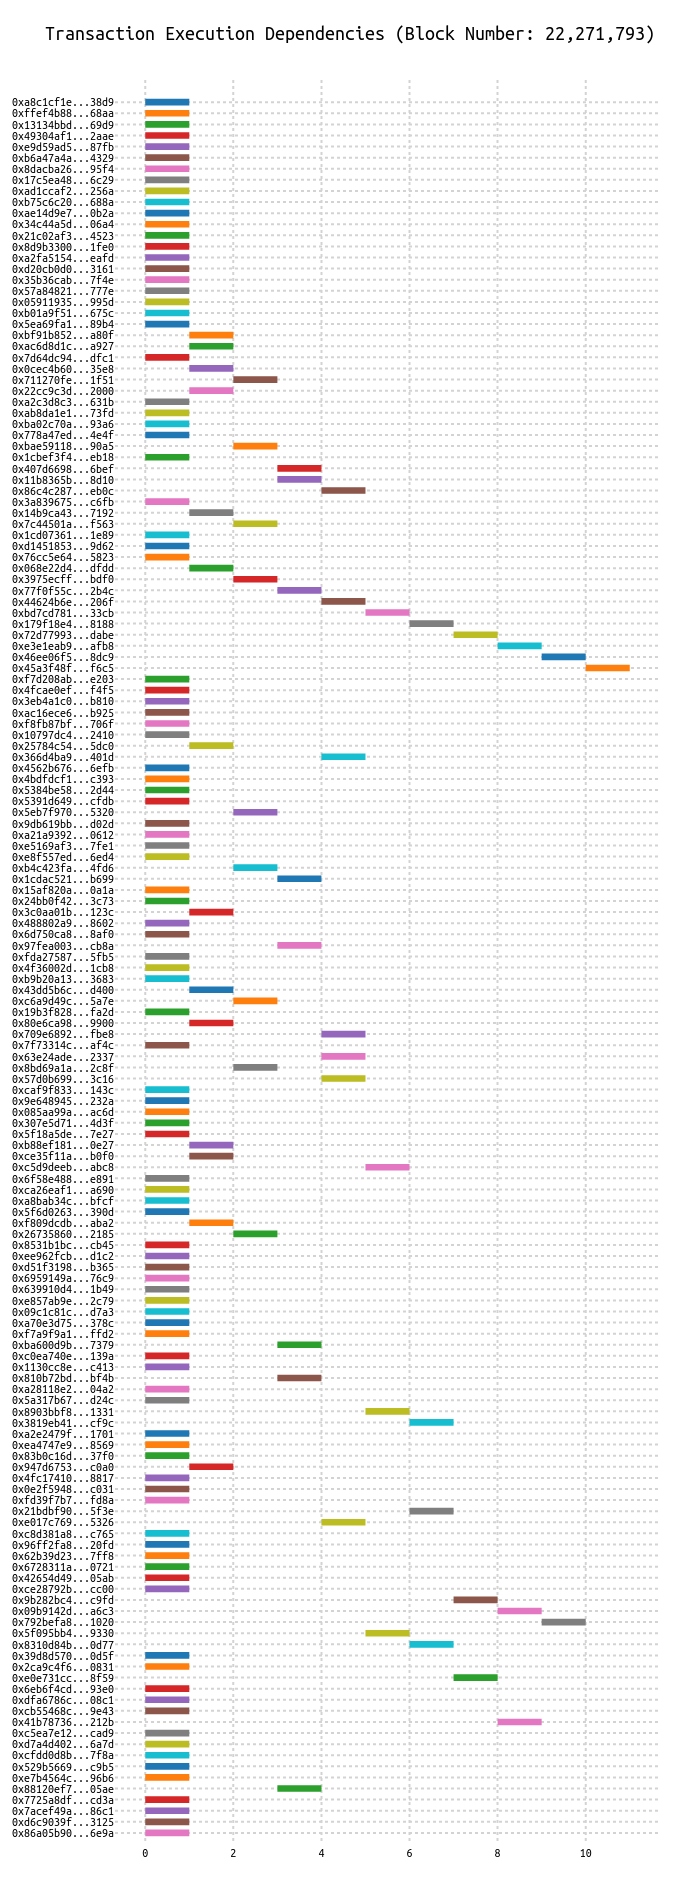 Transaction Execution Dependencies (Block Number: 22,271,793)
0xa8c1cf1e...38d9
0xffef4b88...68aa
0x13134bbd...69d9
0x49304af1...2aae
0xe9d59ad5...87fb
0xb6a47a4a...4329
0x8dacba26...95f4
0x17c5ea48...6c29
0xad1ccaf2...256a
0xb75c6c20...688a
0xae14d9e7...0b2a
0x34c44a5d...06a4
0x21c02af3...4523
0x8d9b3300...1fe0
0xa2fa5154...eafd
0xd20cb0d0...3161
0x35b36cab...7f4e
0x57a84821...777e
0x05911935...995d
0xb01a9f51...675c
0x5ea69fa1...89b4
0xbf91b852...a80f
0xac6d8d1c...a927
0x7d64dc94...dfc1
0x0cec4b60...35e8
0x711270fe...1f51
0x22cc9c3d...2000
0xa2c3d8c3...631b
0xab8da1e1...73fd
0xba02c70a...93a6
0x778a47ed...4e4f
0xbae59118...90a5
0x1cbef3f4...eb18
0x407d6698...6bef
0x11b8365b...8d10
0x86c4c287...eb0c
0x3a839675...c6fb
0x14b9ca43...7192
0x7c44501a...f563
0x1cd07361...1e89
0xd1451853...9d62
0x76cc5e64...5823
0x068e22d4...dfdd
0x3975ecff...bdf0
0x77f0f55c...2b4c
0x44624b6e...206f
0xbd7cd781...33cb
0x179f18e4...8188
0x72d77993...dabe
0xe3e1eab9...afb8
0x46ee06f5...8dc9
0x45a3f48f...f6c5
0xf7d208ab...e203
0x4fcae0ef...f4f5
0x3eb4a1c0...b810
0xac16ece6...b925
0xf8fb87bf...706f
0x10797dc4...2410
0x25784c54...5dc0
0x366d4ba9...401d
0x4562b676...6efb
0x4bdfdcf1...c393
0x5384be58...2d44
0x5391d649...cfdb
0x5eb7f970...5320
0x9db619bb...d02d
0xa21a9392...0612
0xe5169af3...7fe1
0xe8f557ed...6ed4
0xb4c423fa...4fd6
0x1cdac521...b699
0x15af820a...0a1a
0x24bb0f42...3c73
0x3c0aa01b...123c
0x488802a9...8602
0x6d750ca8...8af0
0x97fea003...cb8a
0xfda27587...5fb5
0x4f36002d...1cb8
0xb9b20a13...3683
0x43dd5b6c...d400
0xc6a9d49c...5a7e
0x19b3f828...fa2d
0x80e6ca98...9900
0x709e6892...fbe8
0x7f73314c...af4c
0x63e24ade...2337
0x8bd69a1a...2c8f
0x57d0b699...3c16
0xcaf9f833...143c
0x9e648945...232a
0x085aa99a...ac6d
0x307e5d71...4d3f
0x5f18a5de...7e27
0xb88ef181...0e27
0xce35f11a...b0f0
0xc5d9deeb...abc8
0x6f58e488...e891
0xca26eaf1...a690
0xa8bab34c...bfcf
0x5f6d0263...390d
0xf809dcdb...aba2
0x26735860...2185
0x8531b1bc...cb45
0xee962fcb...d1c2
0xd51f3198...b365
0x6959149a...76c9
0x639910d4...1b49
0xe857ab9e...2c79
0x09c1c81c...d7a3
0xa70e3d75...378c
0xf7a9f9a1...ffd2
0xba600d9b...7379
0xc0ea740e...139a
0x1130cc8e...c413
0x810b72bd...bf4b
0xa28118e2...04a2
0x5a317b67...d24c
0x8903bbf8...1331
0x3819eb41...cf9c
0xa2e2479f...1701
0xea4747e9...8569
0x83b0c16d...37f0
0x947d6753...c0a0
0x4fc17410...8817
0x0e2f5948...c031
0xfd39f7b7...fd8a
0x21bdbf90...5f3e
0xe017c769...5326
0xc8d381a8...c765
0x96ff2fa8...20fd
0x62b39d23...7ff8
0x6728311a...0721
0x42654d49...05ab
0xce28792b...cc00
0x9b282bc4...c9fd
0x09b9142d...a6c3
0x792befa8...1020
0x5f095bb4...9330
0x8310d84b...0d77
0x39d8d570...0d5f
0x2ca9c4f6...0831
0xe0e731cc...8f59
0x6eb6f4cd...93e0
0xdfa6786c...08c1
0xcb55468c...9e43
0x41b78736...212b
0xc5ea7e12...cad9
0xd7a4d402...6a7d
0xcfdd0d8b...7f8a
0x529b5669...c9b5
0xe7b4564c...96b6
0x88120ef7...05ae
0x7725a8df...cd3a
0x7acef49a...86c1
0xd6c9039f...3125
0x86a05b90...6e9a
0 2 4 6 8 10